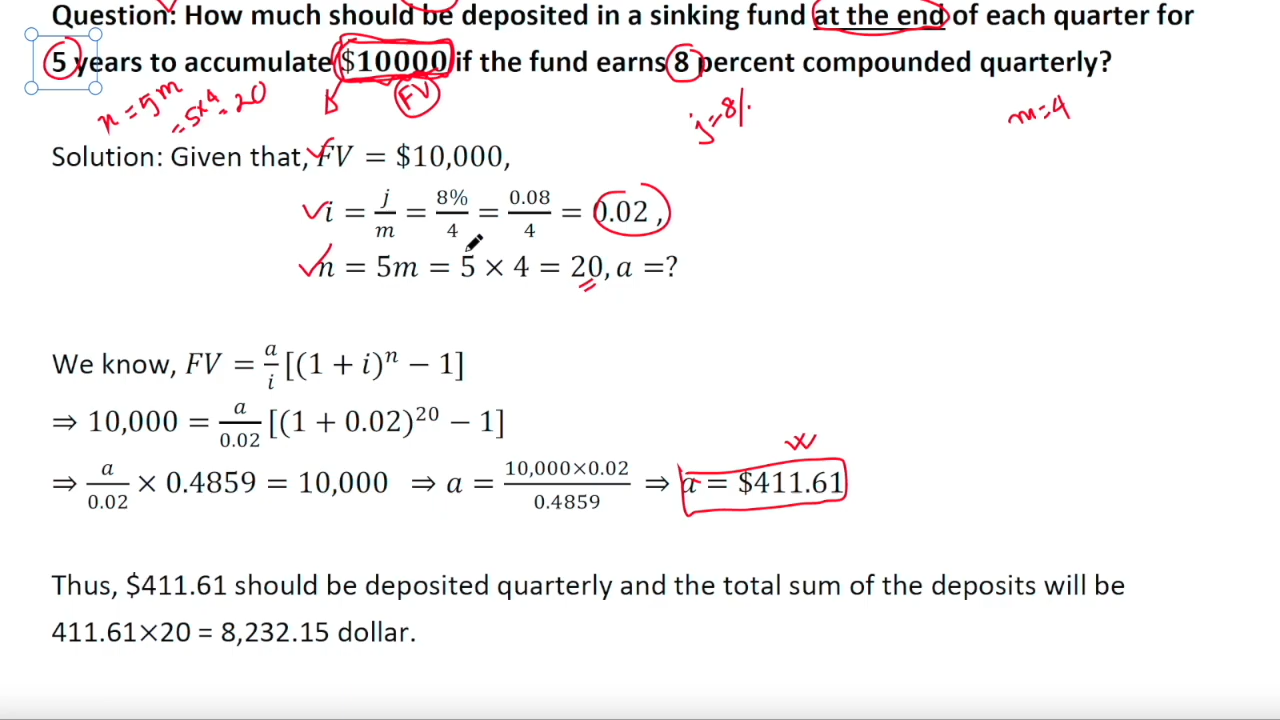 Question: How much should be deposited in a sinking fund at the end of each quarter for
5 years to accumulate $10000 if the fund earns 8 percent compounded quarterly?
n = 5m
= 5×4 = 20
FV
j = 8%
m = 4
Solution: Given that, FV = $10,000,
i = j/m = 8%/4 = 0.08/4 = 0.02 ,
n = 5m = 5 × 4 = 20, a =?
We know, FV = a/i [(1 + i)ⁿ − 1]
⇒ 10,000 = a/0.02 [(1 + 0.02)²⁰ − 1]
⇒ a/0.02 × 0.4859 = 10,000 ⇒ a = 10,000×0.02/0.4859 ⇒ a = $411.61
Thus, $411.61 should be deposited quarterly and the total sum of the deposits will be
411.61×20 = 8,232.15 dollar.